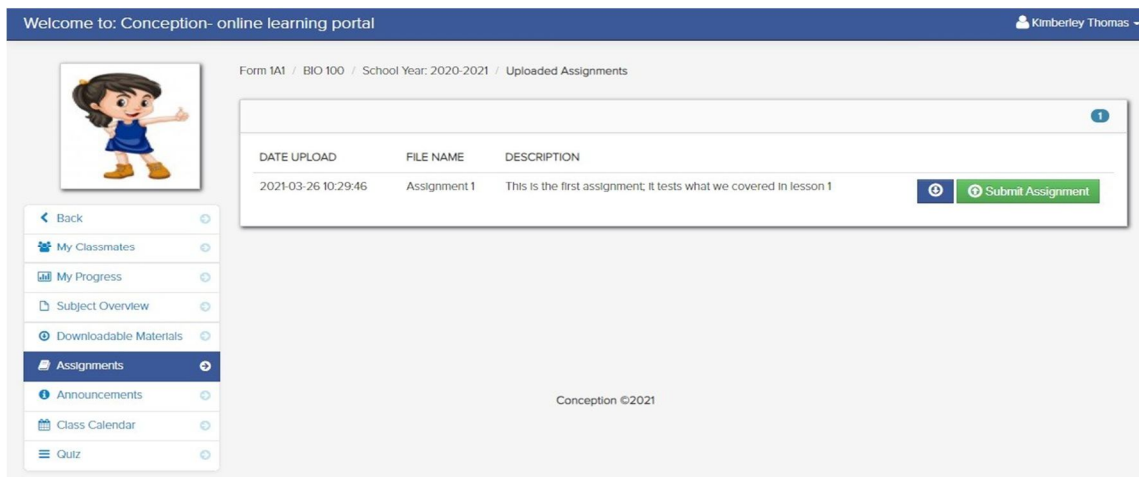 Welcome to: Conception- online learning portal
Kimberley Thomas
Form 1A1 / BIO 100 / School Year: 2020-2021 / Uploaded Assignments
1
DATE UPLOAD FILE NAME DESCRIPTION
2021-03-26 10:29:46 Assignment 1 This is the first assignment; it tests what we covered in lesson 1 Submit Assignment
Back
My Classmates
My Progress
Subject Overview
Downloadable Materials
Assignments
Announcements
Class Calendar
Quiz
Conception ©2021